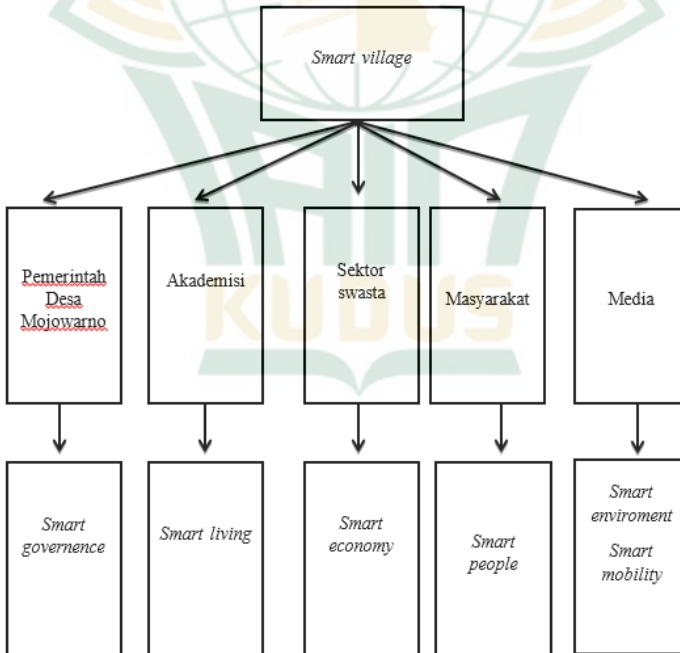 Smart village
Pemerintah
Desa
Mojowarno
Akademisi
Sektor
swasta
Masyarakat
Media
Smart
governence
Smart living
Smart
economy
Smart
people
Smart
enviroment
Smart
mobility
KUDUS